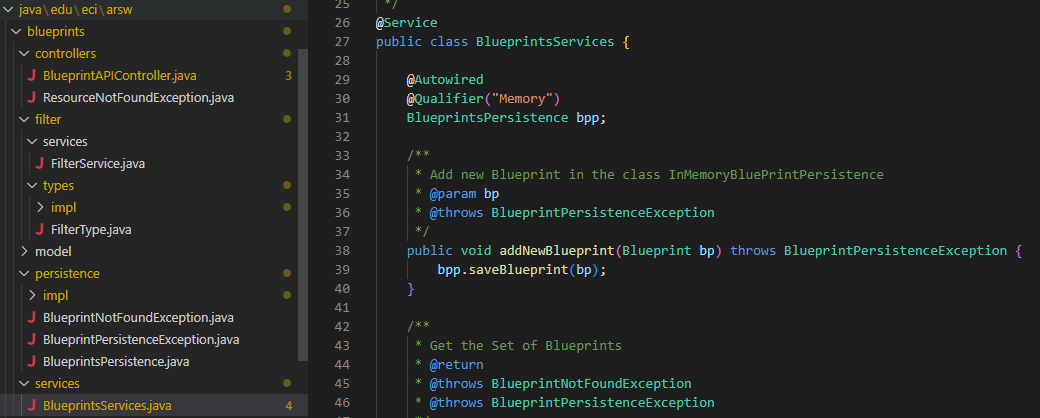 java\edu\eci\arsw
blueprints
controllers
BlueprintAPIController.java 3
ResourceNotFoundException.java
filter
services
FilterService.java
types
impl
FilterType.java
model
persistence
impl
BlueprintNotFoundException.java
BlueprintPersistenceException.java
BlueprintsPersistence.java
services
BlueprintsServices.java 4
25 */
26 @Service
27 public class BlueprintsServices {
28
29 @Autowired
30 @Qualifier("Memory")
31 BlueprintsPersistence bpp;
32
33 /**
34 * Add new Blueprint in the class InMemoryBluePrintPersistence
35 * @param bp
36 * @throws BlueprintPersistenceException
37 */
38 public void addNewBlueprint(Blueprint bp) throws BlueprintPersistenceException {
39 bpp.saveBlueprint(bp);
40 }
41
42 /**
43 * Get the Set of Blueprints
44 * @return
45 * @throws BlueprintNotFoundException
46 * @throws BlueprintPersistenceException